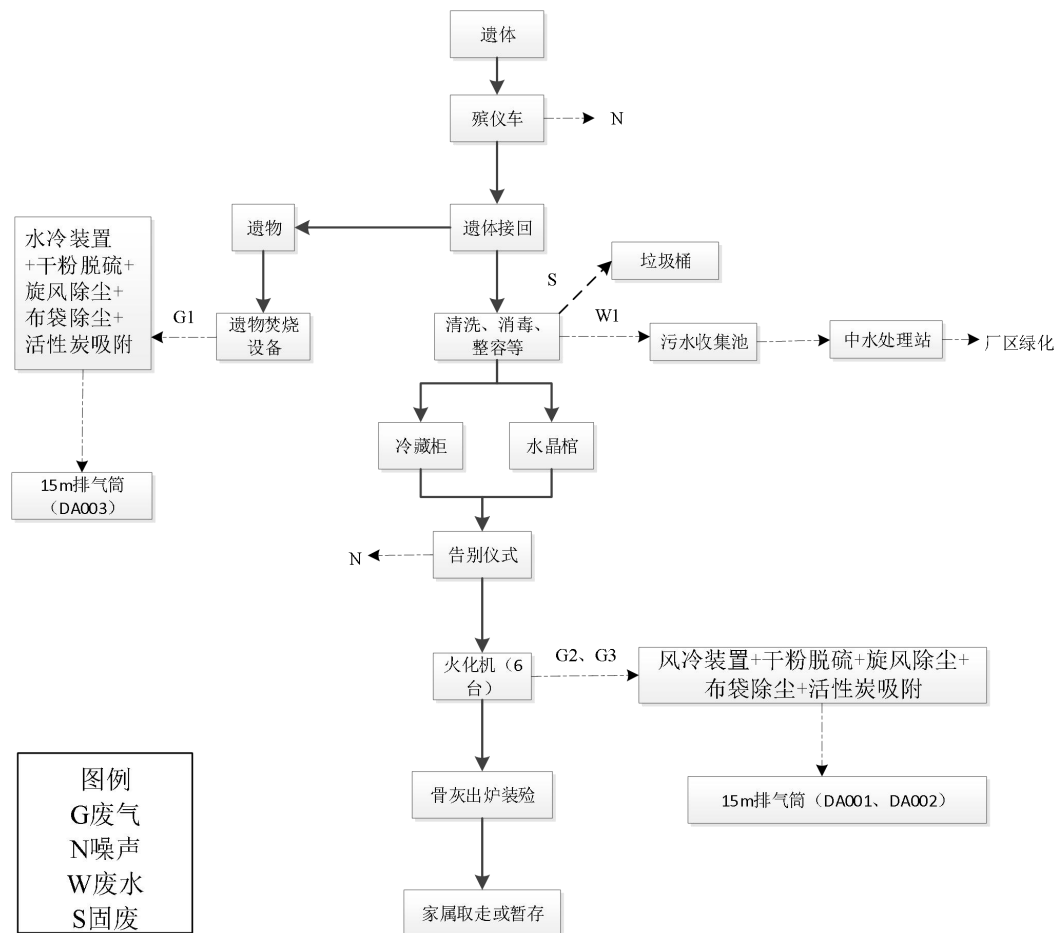 遗体
殡仪车
N
遗物
遗体接回
水冷装置
+干粉脱硫+
旋风除尘+
布袋除尘+
活性炭吸附
G1
遗物焚烧
设备
S
垃圾桶
清洗、消毒、
整容等
W1
污水收集池
中水处理站
厂区绿化
冷藏柜
水晶棺
15m排气筒
（DA003）
N
告别仪式
火化机（6
台）
G2、G3
风冷装置+干粉脱硫+旋风除尘+
布袋除尘+活性炭吸附
骨灰出炉装殓
15m排气筒（DA001、DA002）
图例
G废气
N噪声
W废水
S固废
家属取走或暂存